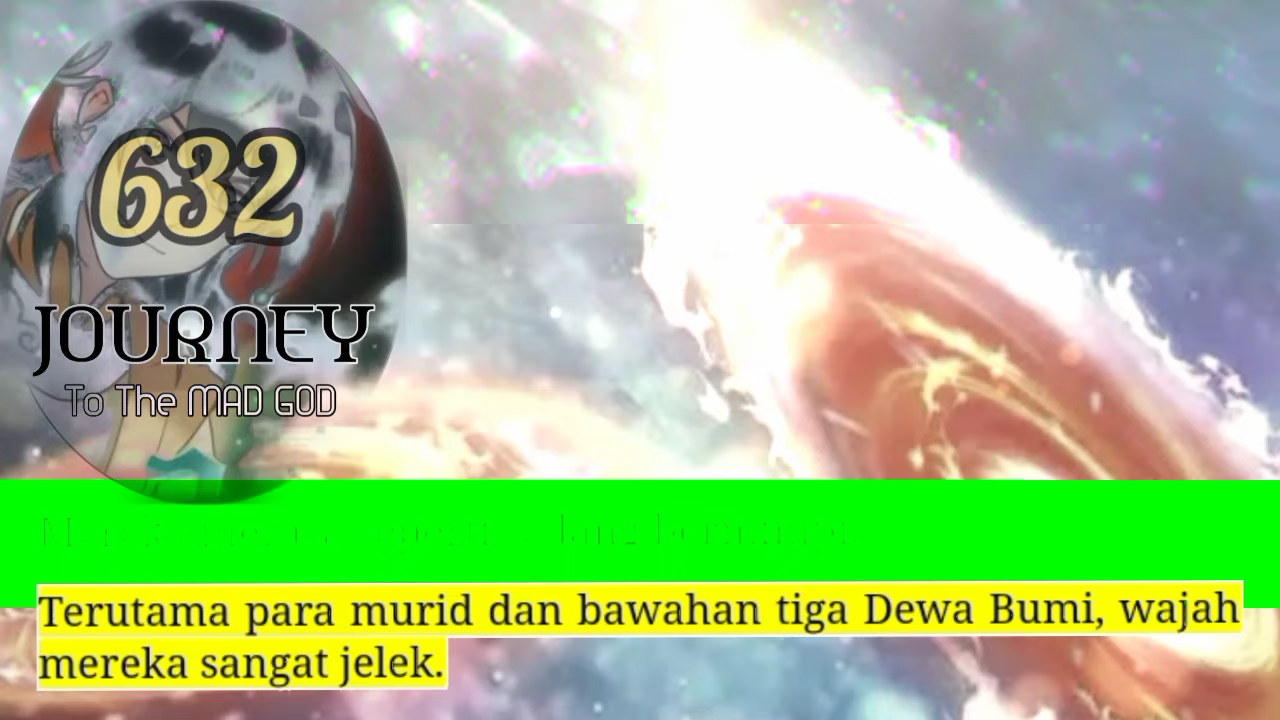 632
JOURNEY
To The MAD GOD
Terutama para murid dan bawahan tiga Dewa Bumi, wajah
mereka sangat jelek.